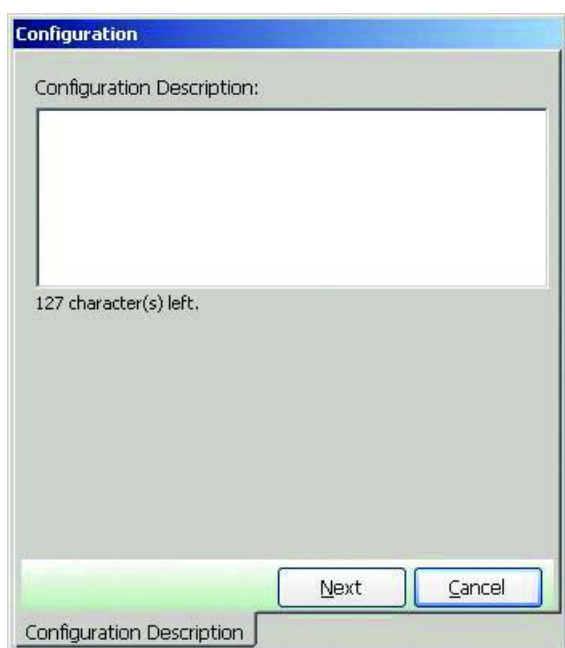 Configuration
Configuration Description:
127 character(s) left.
Next Cancel
Configuration Description